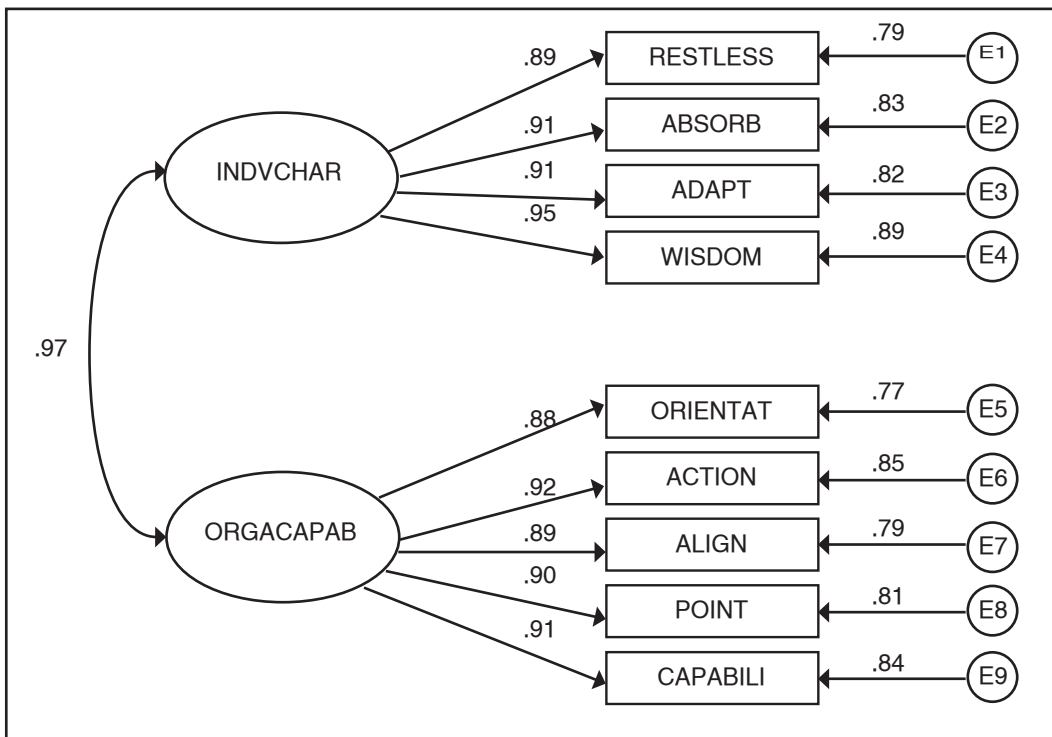 .79
.89
RESTLESS
E1
.83
.91
ABSORB
E2
INDVCHAR
.91
.82
ADAPT
E3
.95
.89
WISDOM
E4
.97
.77
.88
ORIENTAT
E5
.85
.92
ACTION
E6
ORGACAPAB
.89
.79
ALIGN
E7
.90
.81
POINT
E8
.91
.84
CAPABILI
E9